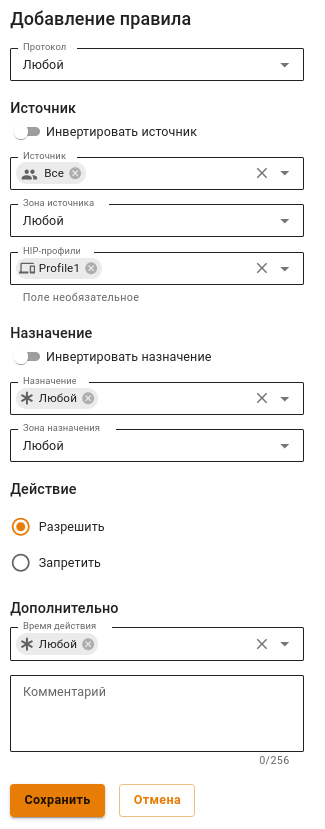 Добавление правила
Протокол
Любой
Источник
Инвертировать источник
Источник
Все
Зона источника
Любой
HIP-профили
Profile1
Поле необязательное
Назначение
Инвертировать назначение
Назначение
Любой
Зона назначения
Любой
Действие
Разрешить
Запретить
Дополнительно
Время действия
Любой
Комментарий
0/256
Сохранить
Отмена